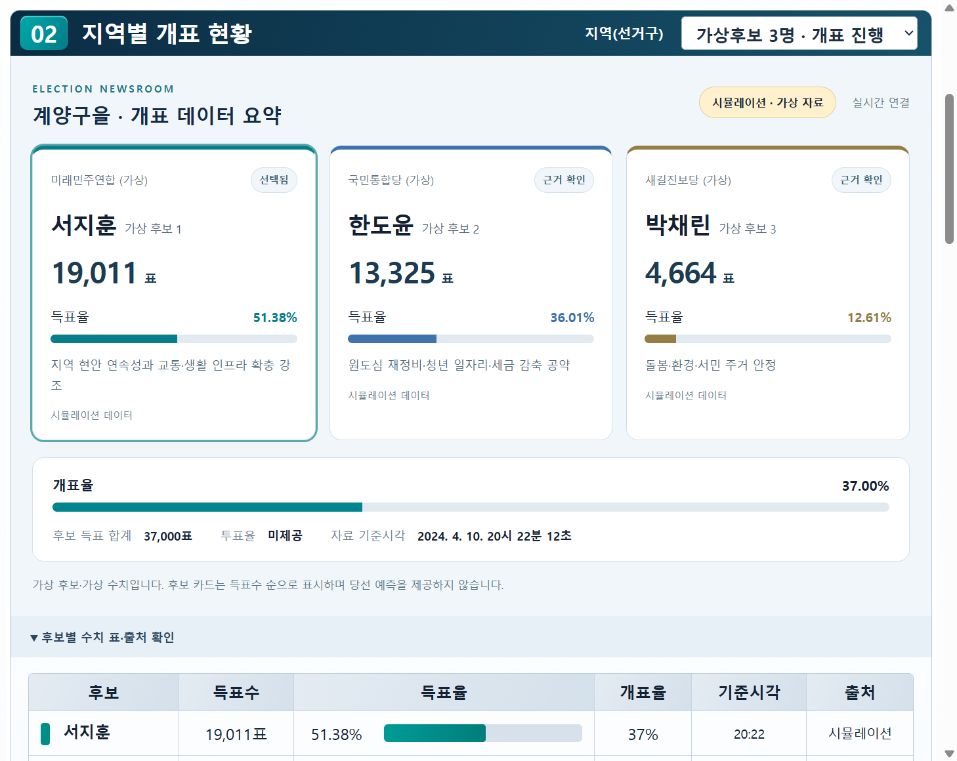 02 지역별 개표 현황 지역(선거구) 가상후보 3명 · 개표 진행
ELECTION NEWSROOM
계양구을 · 개표 데이터 요약
시뮬레이션 · 가상 자료 실시간 연결
미래민주연합 (가상) 선택됨
서지훈 가상 후보 1
19,011 표
득표율 51.38%
지역 현안 연속성과 교통·생활 인프라 확충 강
조
시뮬레이션 데이터
국민통합당 (가상) 근거 확인
한도윤 가상 후보 2
13,325 표
득표율 36.01%
원도심 재정비·청년 일자리·세금 감축 공약
시뮬레이션 데이터
새길진보당 (가상) 근거 확인
박채린 가상 후보 3
4,664 표
득표율 12.61%
돌봄·환경·서민 주거 안정
시뮬레이션 데이터
개표율 37.00%
후보 득표 합계 37,000표 투표율 미제공 자료 기준시각 2024. 4. 10. 20시 22분 12초
가상 후보·가상 수치입니다. 후보 카드는 득표수 순으로 표시하며 당선 예측을 제공하지 않습니다.
▼ 후보별 수치 표·출처 확인
후보 득표수 득표율 개표율 기준시각 출처
서지훈 19,011표 51.38% 37% 20:22 시뮬레이션